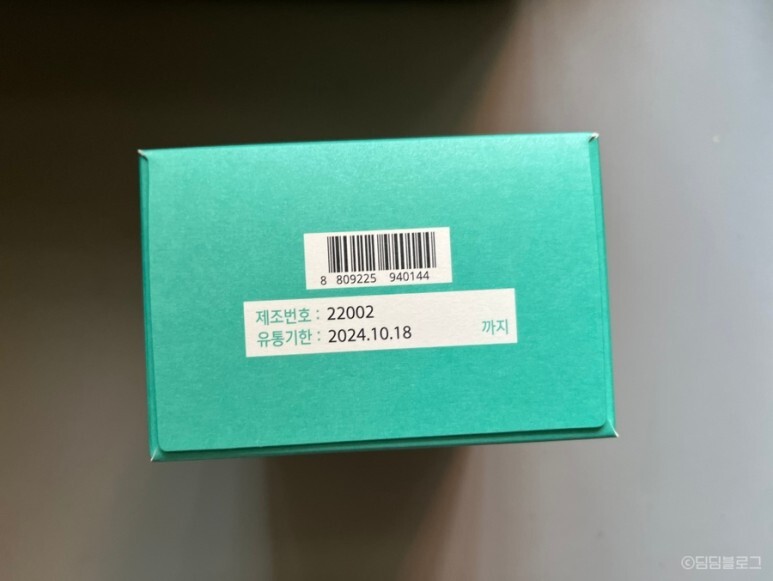 8 809225 940144
제조번호 : 22002
유통기한 : 2024.10.18 까지
©딤딤블로그